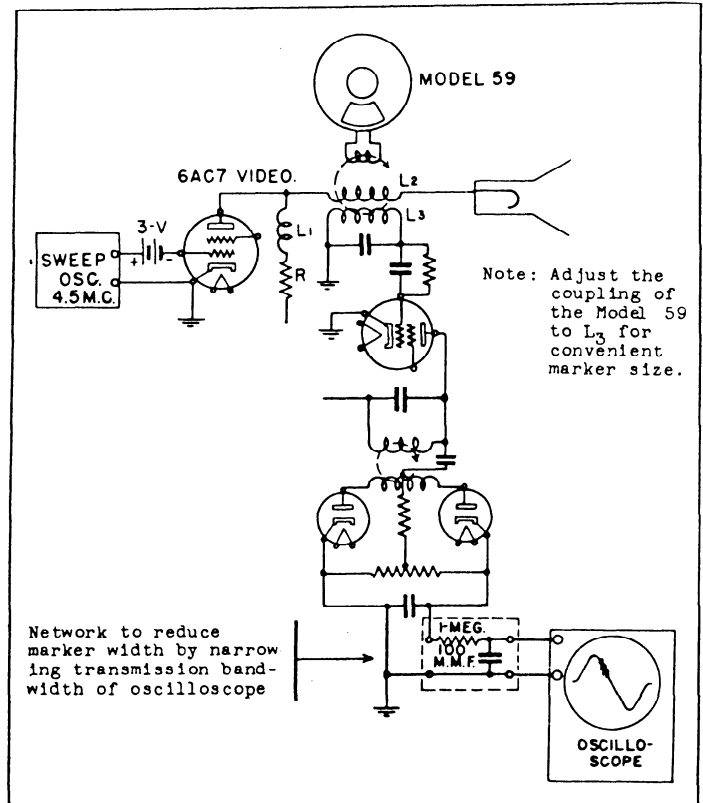 MODEL 59
6AC7 VIDEO.
L2
L3
3-V
+ -
L1
R
SWEEP
OSC.
4.5 M.C.
Note: Adjust the
coupling of
the Model 59
to L3 for
convenient
marker size.
Network to reduce
marker width by narrow
ing transmission band-
width of oscilloscope
1-MEG.
100
M.M.F.
OSCILLO-
SCOPE